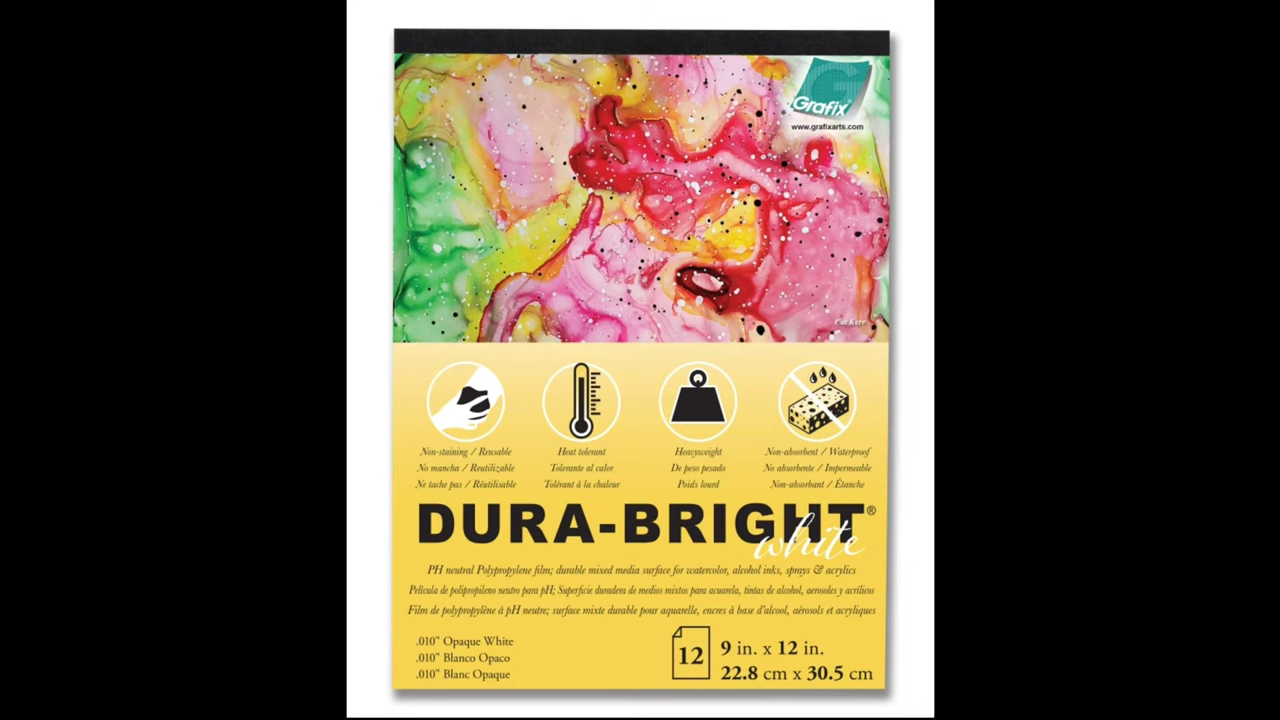 Grafix®
www.grafixarts.com
Cat Kerr
Non-staining / Reusable
No mancha / Reutilizable
Ne tache pas / Réutilisable
Heat tolerant
Tolerante al calor
Tolérant à la chaleur
Heavyweight
De peso pesado
Poids lourd
Non-absorbent / Waterproof
No absorbente / Impermeable
Non-absorbant / Étanche
DURA-BRIGHT®
white
PH neutral Polypropylene film; durable mixed media surface for watercolor, alcohol inks, sprays & acrylics
Película de polipropileno neutro para pH; Superficie duradera de medios mixtos para acuarela, tintas de alcohol, aerosoles y acrílicos
Film de polypropylène à pH neutre; surface mixte durable pour aquarelle, encres à base d'alcool, aérosols et acryliques
.010" Opaque White
.010" Blanco Opaco
.010" Blanc Opaque
12
9 in. x 12 in.
22.8 cm x 30.5 cm